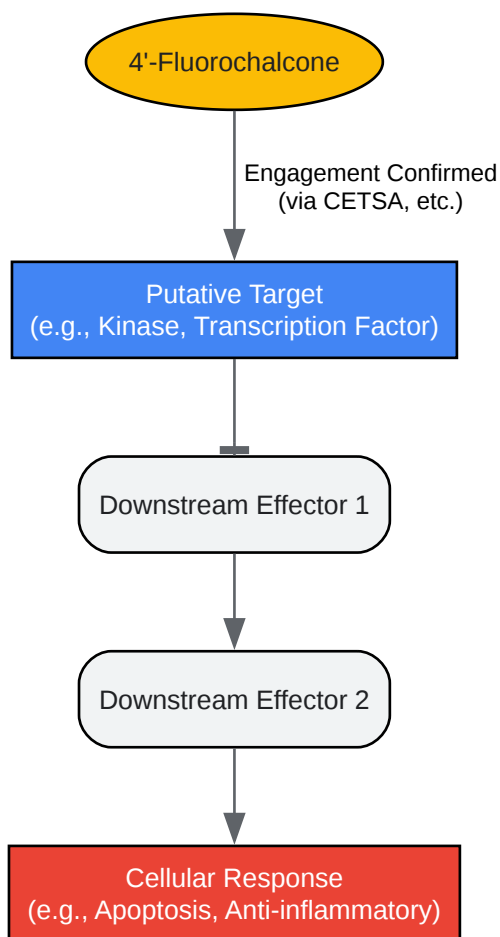 4'-Fluorochalcone
Engagement Confirmed
(via CETSA, etc.)
Putative Target
(e.g., Kinase, Transcription Factor)
Downstream Effector 1
Downstream Effector 2
Cellular Response
(e.g., Apoptosis, Anti-inflammatory)